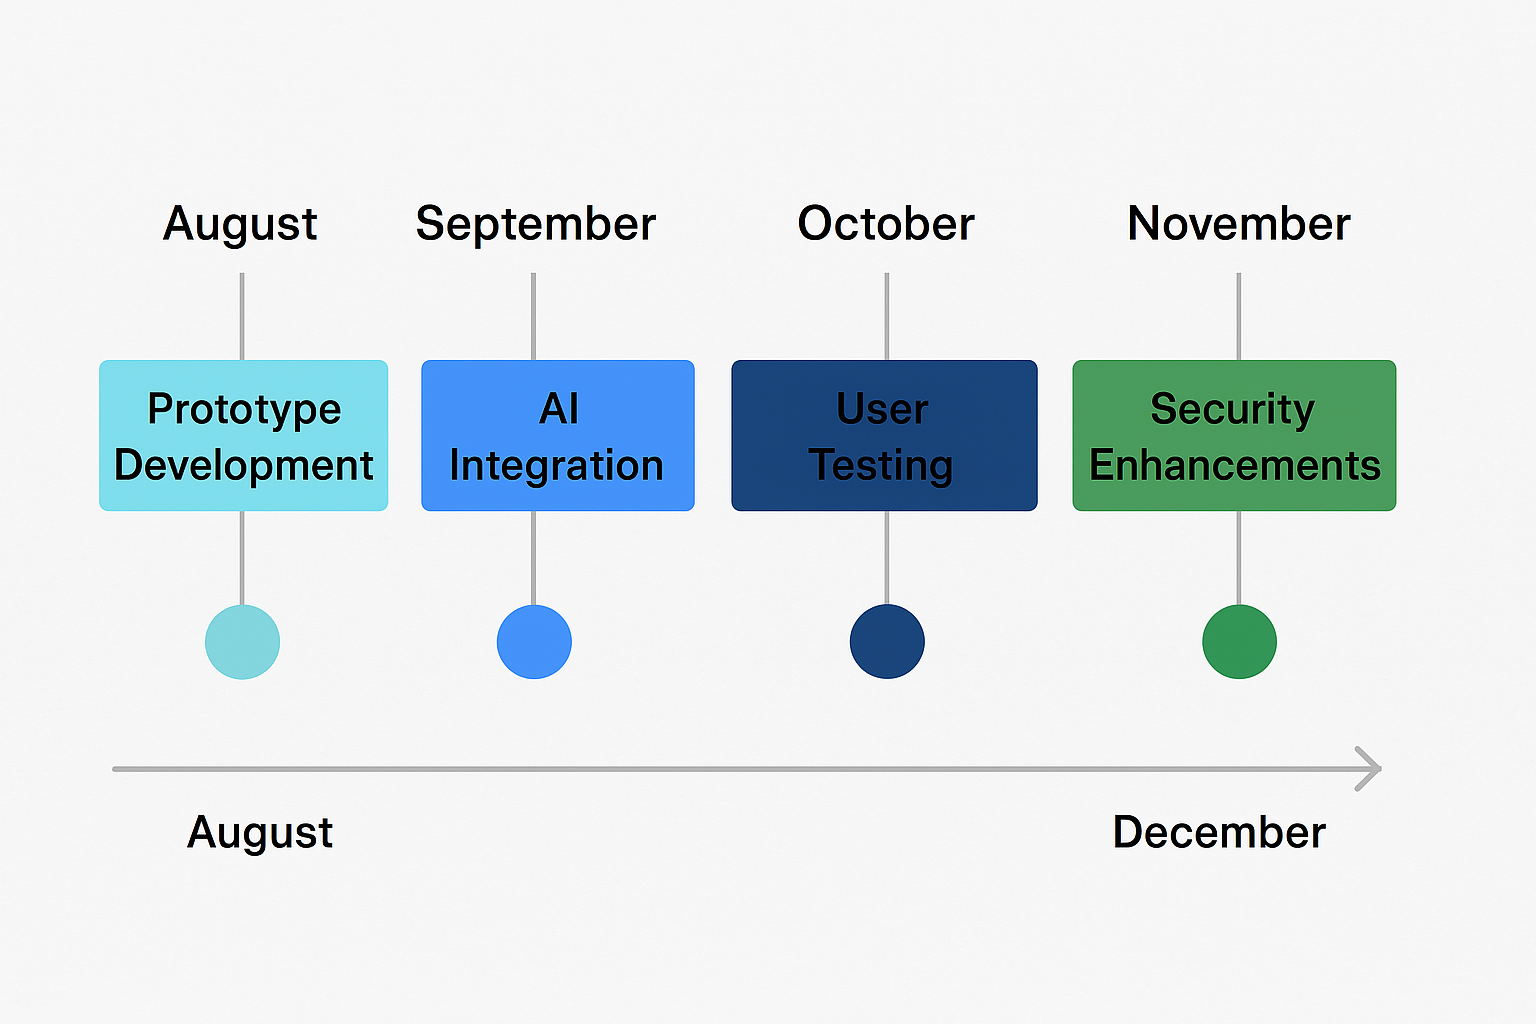 August
September
October
November
Prototype
Development
AI
Integration
User
Testing
Security
Enhancements
August
December